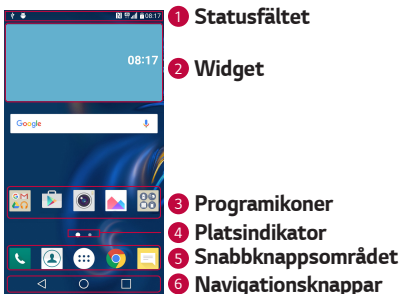 08:17
1 Statusfältet
08:17
2 Widget
Google
3 Programikoner
4 Platsindikator
5 Snabbknappsområdet
6 Navigationsknappar